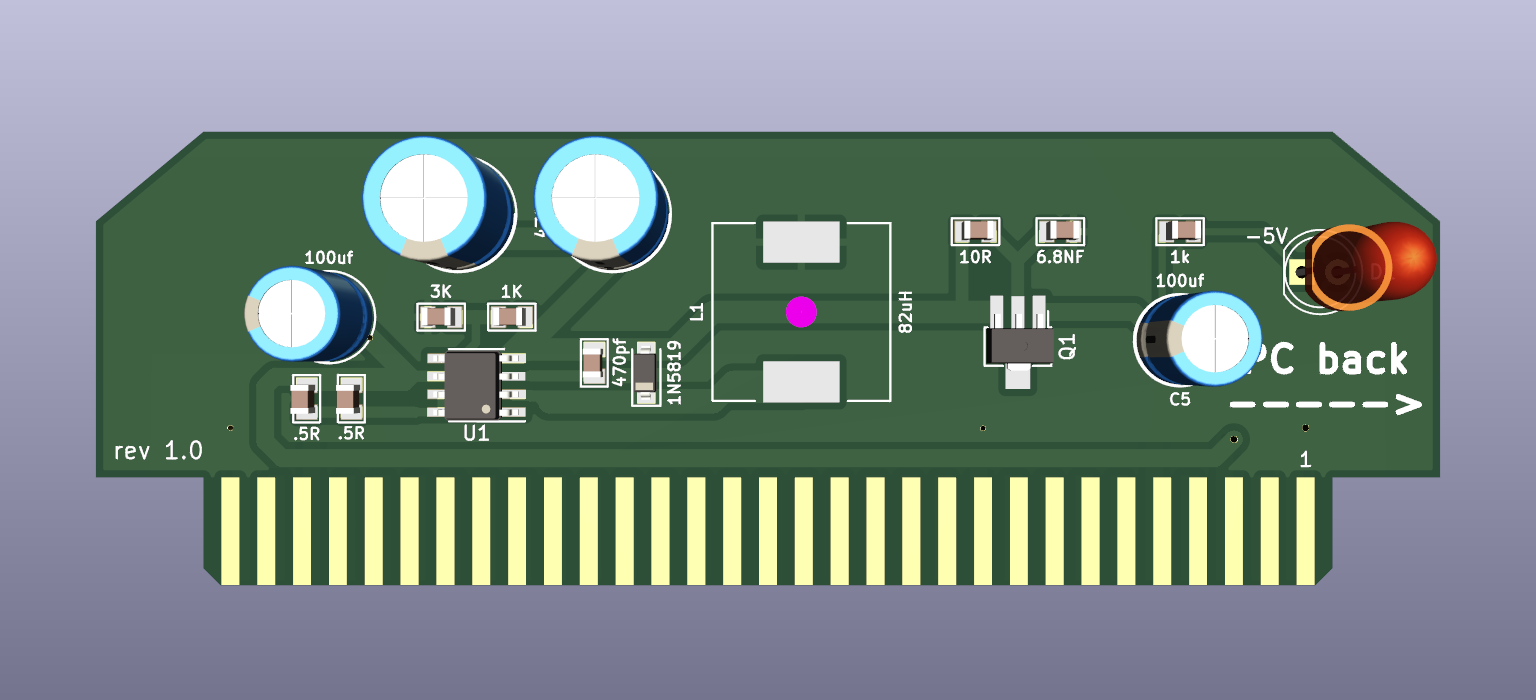 100uf
3K
1K
470pf
1N5819
.5R
.5R
U1
rev 1.0
L1
82uH
10R
6.8NF
Q1
1k
-5V
100uf
C5
PC back
1